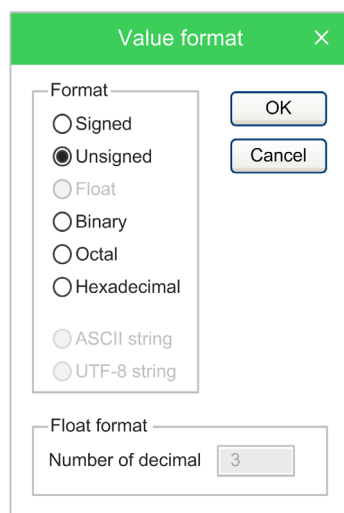 Value format
Format
Signed
Unsigned
Float
Binary
Octal
Hexadecimal
ASCII string
UTF-8 string
OK
Cancel
Float format
Number of decimal 3